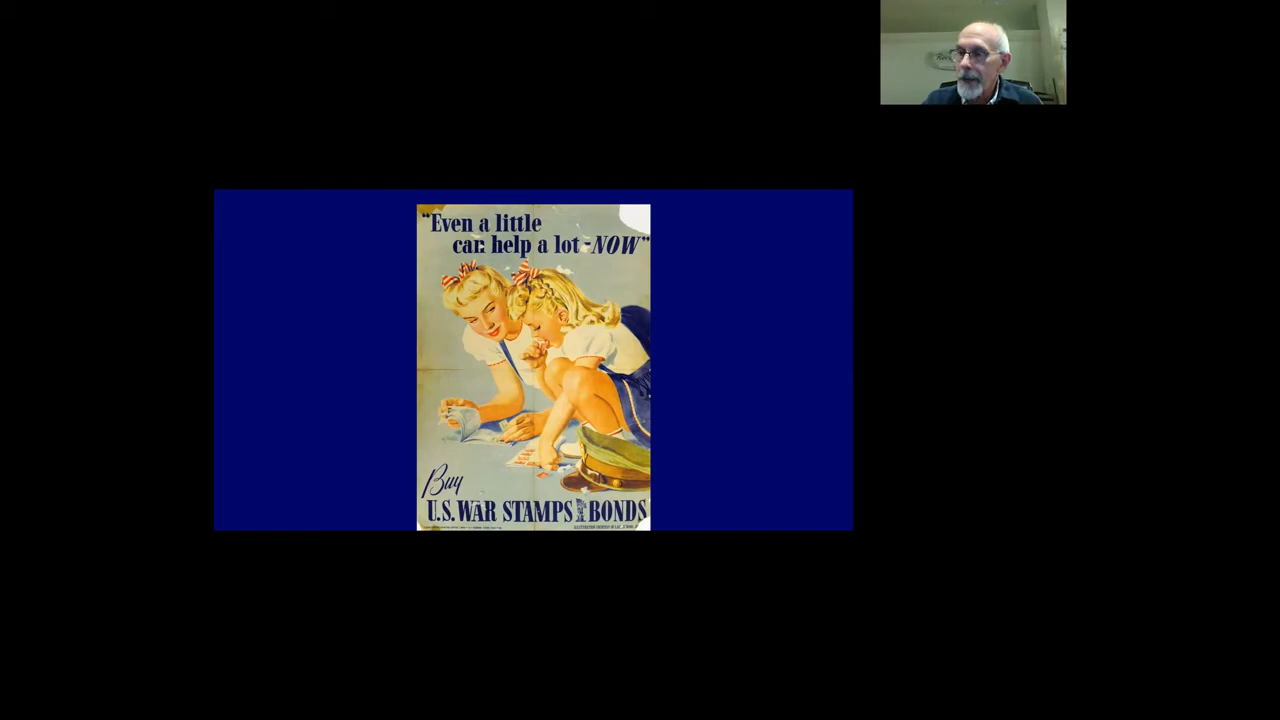 "Even a little
can help a lot - NOW"
Buy
U.S. WAR STAMPS BONDS